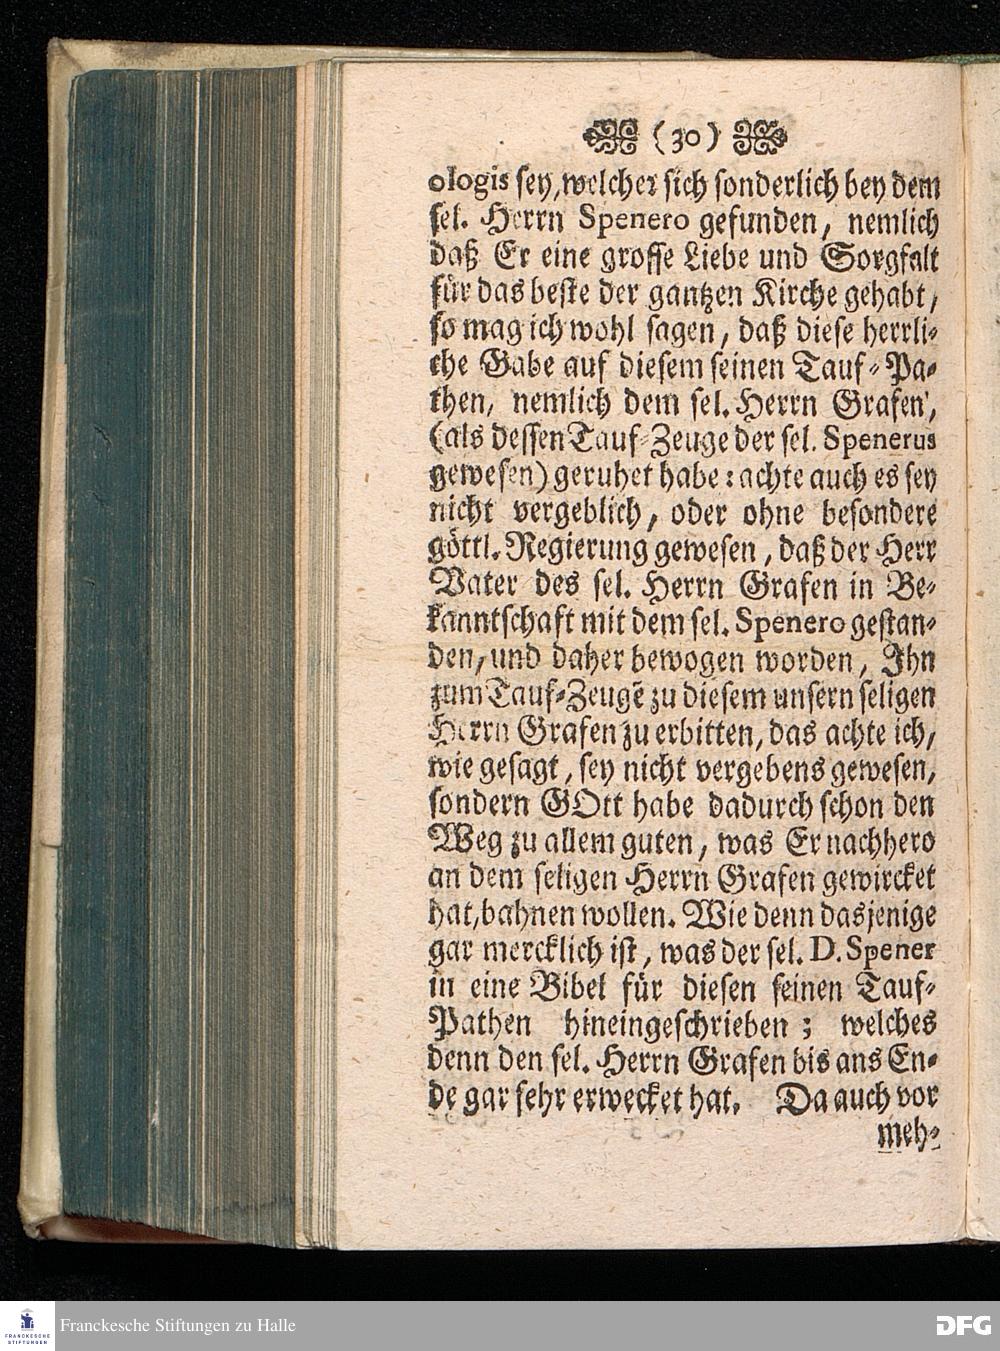 (30)
ologis sey, welcher sich sonderlich bey dem
sel. Herrn Spenero gefunden, nemlich
daß Er eine grosse Liebe und Sorgfalt
für das beste der gantzen Kirche gehabt,
so mag ich wohl sagen, daß diese herrli-
che Gabe auf diesem seinen Tauf-Pa-
then, nemlich dem sel. Herrn Grafen,
(als dessen Tauf-Zeuge der sel. Spenerus
gewesen) geruhet habe: achte auch es sey
nicht vergeblich, oder ohne besondere
göttl. Regierung gewesen, daß der Herr
Vater des sel. Herrn Grafen in Be-
kanntschaft mit dem sel. Spenero gestan-
den, und daher bewogen worden, Ihn
zum Tauf-Zeugē zu diesem unsern seligen
Herrn Grafen zu erbitten, das achte ich,
wie gesagt, sey nicht vergebens gewesen,
sondern GOtt habe dadurch schon den
Weg zu allem guten, was Er nachhero
an dem seligen Herrn Grafen gewircket
hat, bahnen wollen. Wie denn dasjenige
gar mercklich ist, was der sel. D. Spener
in eine Bibel für diesen seinen Tauf-
Pathen hineingeschrieben; welches
denn den sel. Herrn Grafen bis ans En-
de gar sehr erwecket hat. Da auch vor
meh-
FRANCKESCHE
STIFTUNGEN
Franckesche Stiftungen zu Halle
DFG